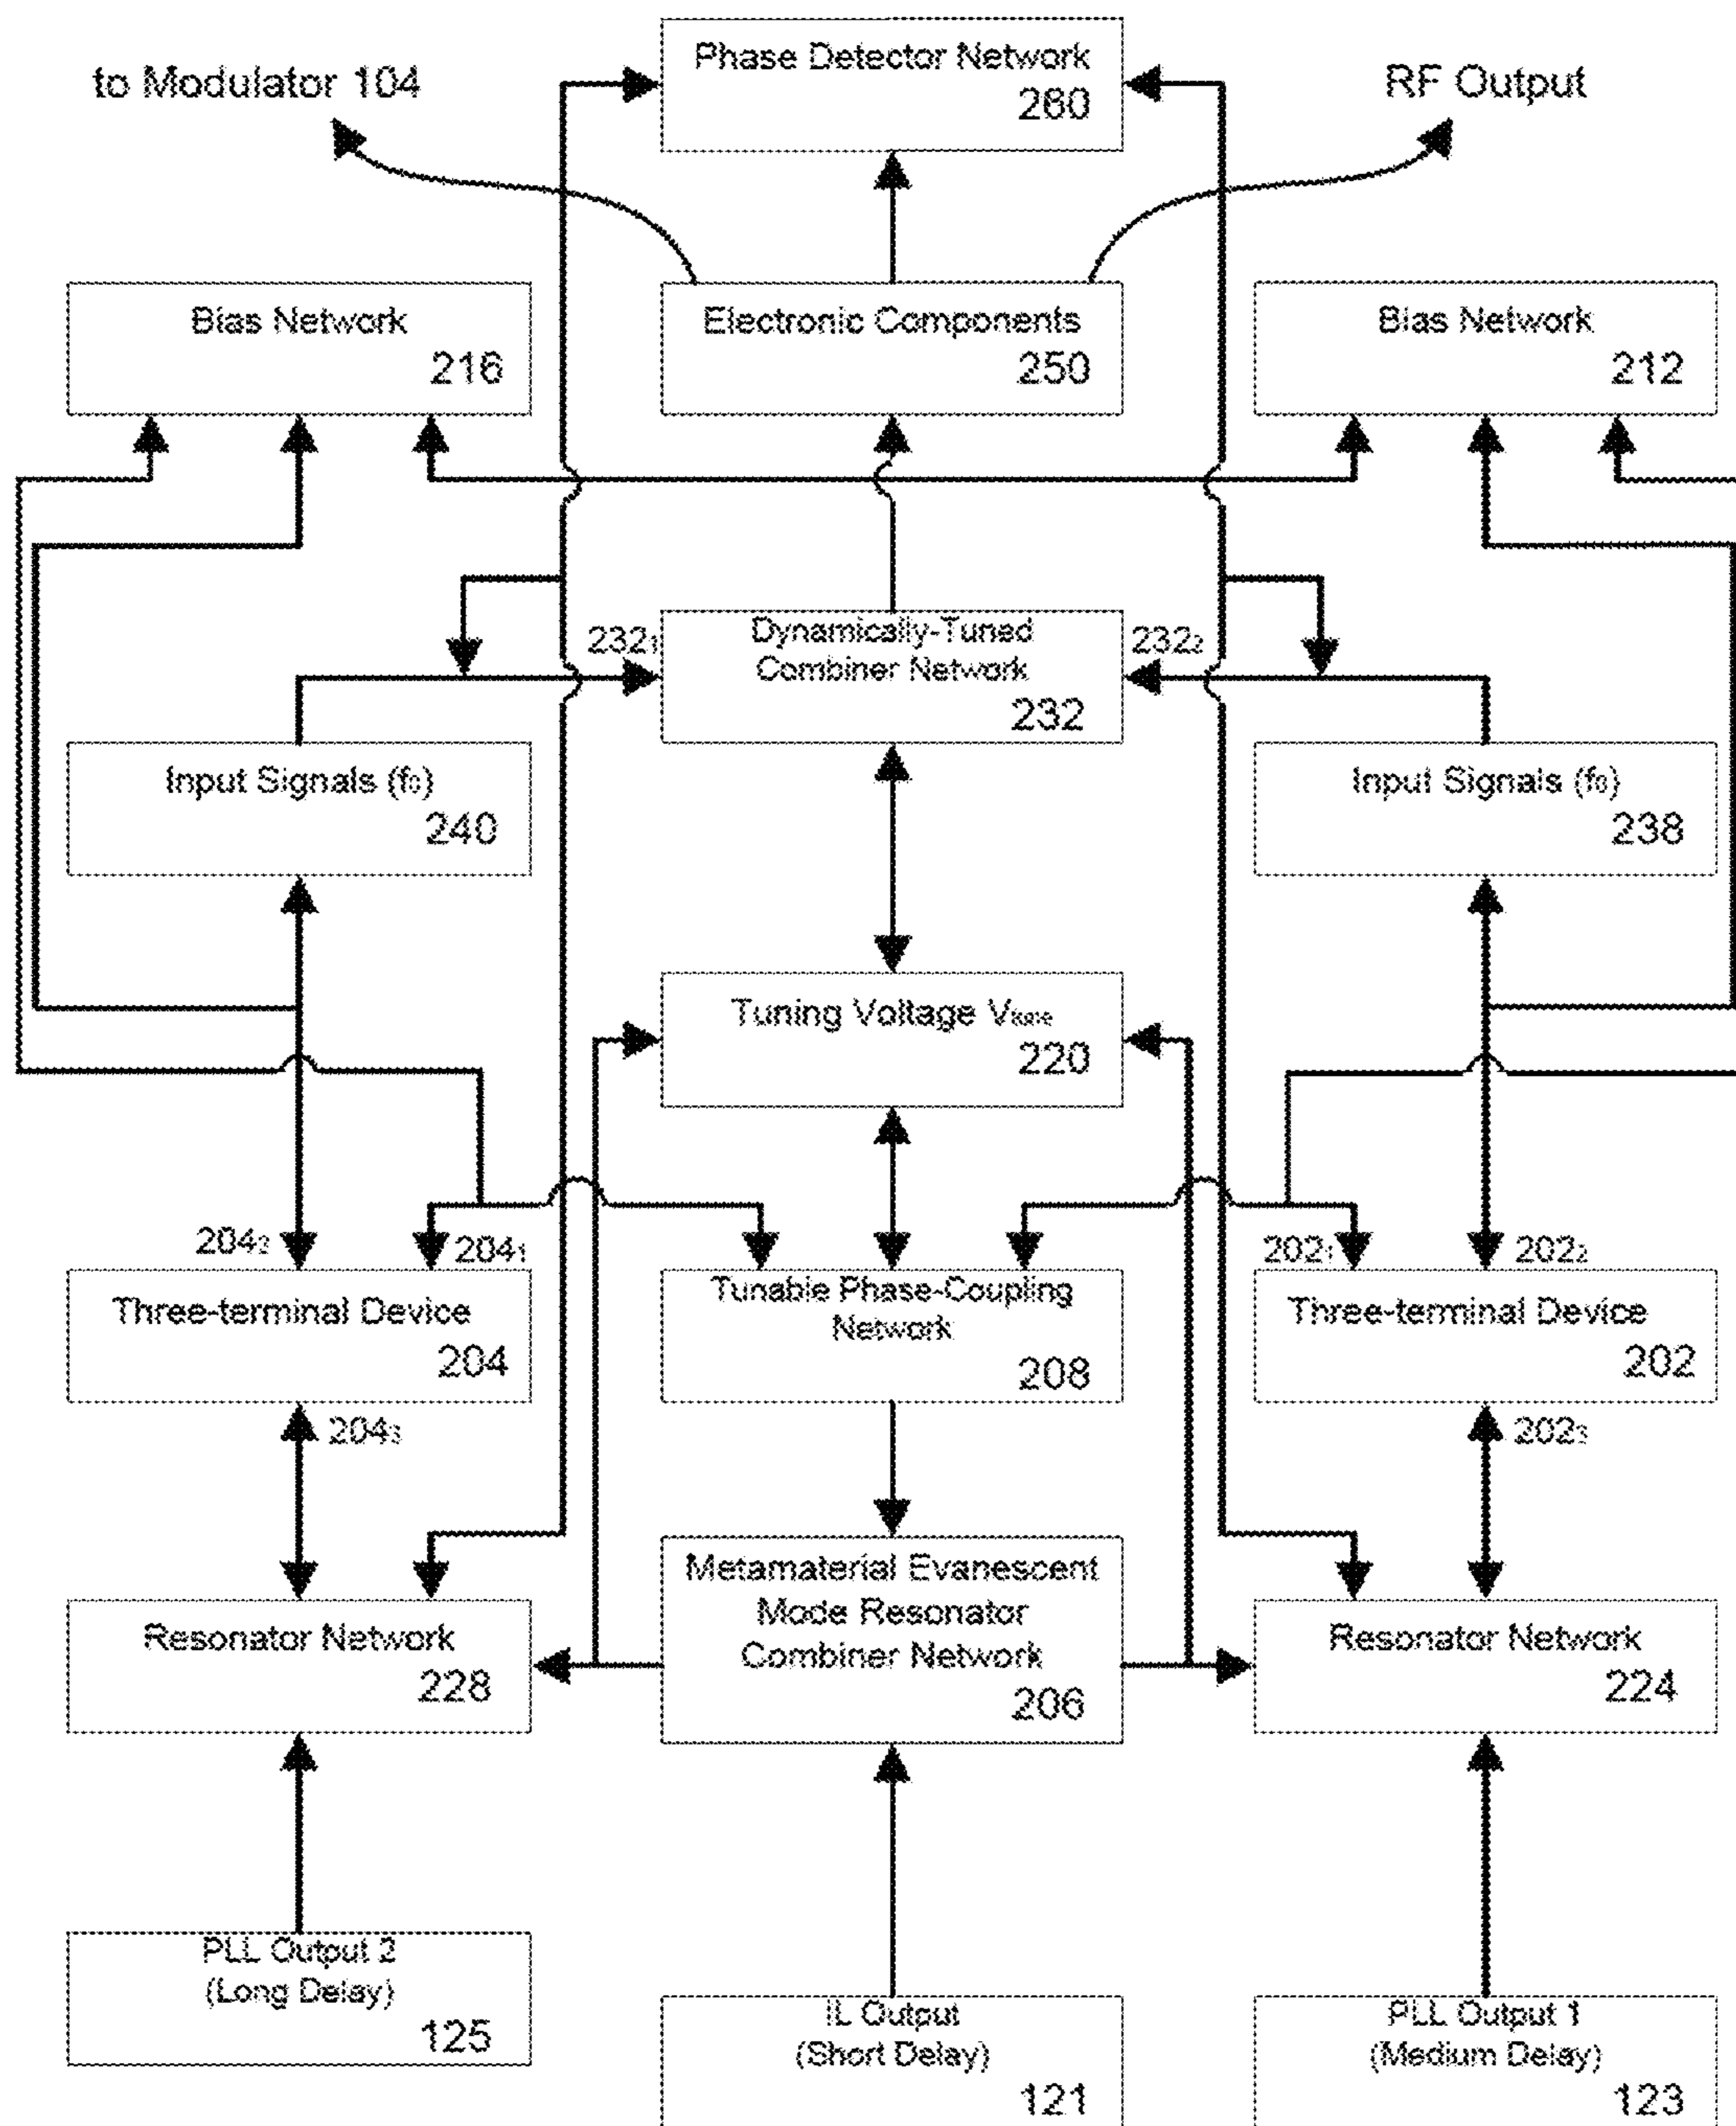 Phase Detector Network
260
to Modulator 104
RF Output
Bias Network
216
Electronic Components
250
Bias Network
212
232₁
Dynamically-Tuned
Combiner Network
232
232₂
Input Signals (f₀)
240
Input Signals (f₀)
238
Tuning Voltage Vtune
220
204₂
204₁
202₁
202₂
Three-terminal Device
204
Tunable Phase-Coupling
Network
208
Three-terminal Device
202
204₃
202₃
Resonator Network
228
Metamaterial Evanescent
Mode Resonator
Combiner Network
206
Resonator Network
224
PLL Output 2
(Long Delay)
125
IL Output
(Short Delay)
121
PLL Output 1
(Medium Delay)
123